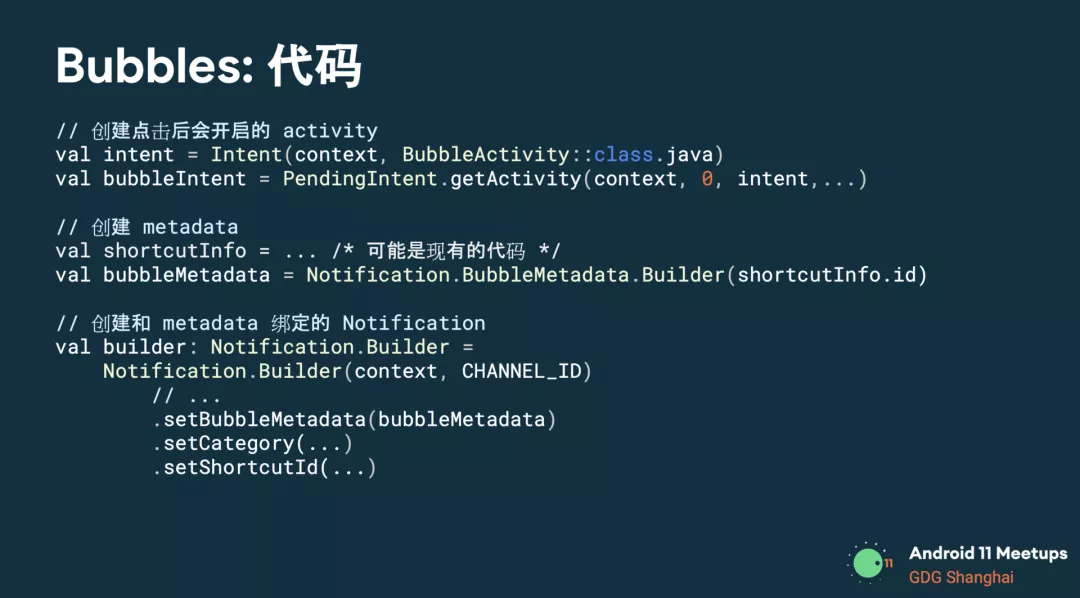 Bubbles: 代码
// 创建点击后会开启的 activity
val intent = Intent(context, BubbleActivity::class.java)
val bubbleIntent = PendingIntent.getActivity(context, 0, intent,...)
// 创建 metadata
val shortcutInfo = ... /* 可能是现有的代码 */
val bubbleMetadata = Notification.BubbleMetadata.Builder(shortcutInfo.id)
// 创建和 metadata 绑定的 Notification
val builder: Notification.Builder =
Notification.Builder(context, CHANNEL_ID)
// ...
.setBubbleMetadata(bubbleMetadata)
.setCategory(...)
.setShortcutId(...)
11
Android 11 Meetups
GDG Shanghai